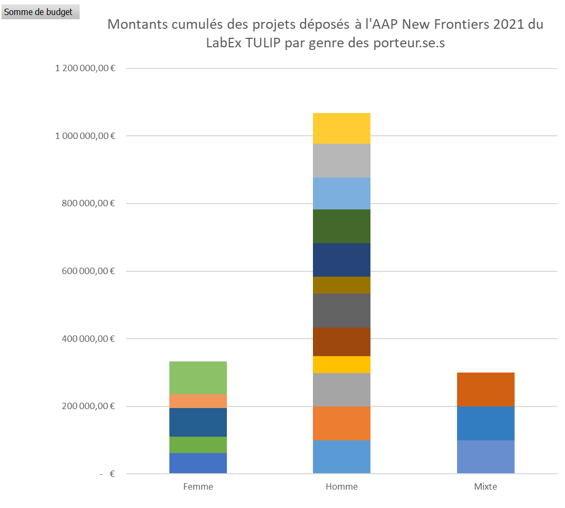 Somme de budget
Montants cumulés des projets déposés à l'AAP New Frontiers 2021 du
LabEx TULIP par genre des porteur.se.s
1 200 000,00 €
1 000 000,00 €
800 000,00 €
600 000,00 €
400 000,00 €
200 000,00 €
- €
Femme
Homme
Mixte